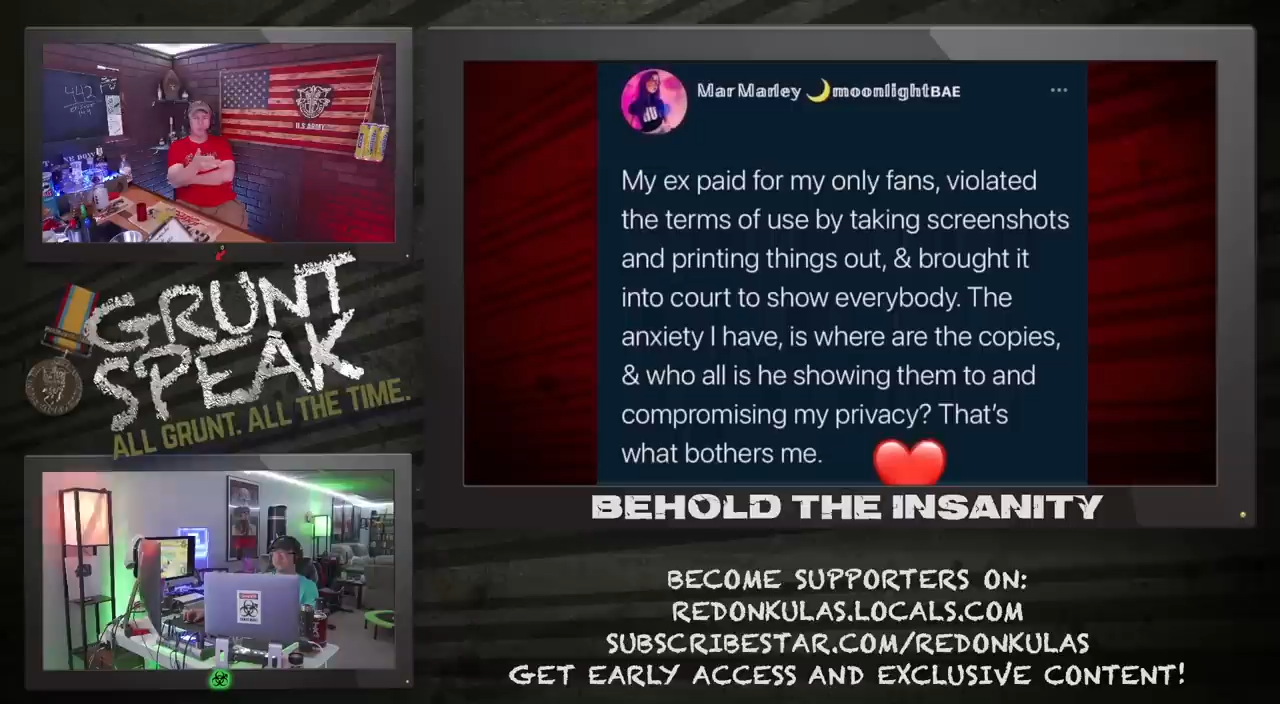 442
U.S. ARMY
GRUNT
SPEAK
ALL GRUNT. ALL THE TIME.
Mar Marley 🌙moonlightBAE
My ex paid for my only fans, violated
the terms of use by taking screenshots
and printing things out, & brought it
into court to show everybody. The
anxiety I have, is where are the copies,
& who all is he showing them to and
compromising my privacy? That's
what bothers me.
BEHOLD THE INSANITY
BECOME SUPPORTERS ON:
REDONKULAS.LOCALS.COM
SUBSCRIBESTAR.COM/REDONKULAS
GET EARLY ACCESS AND EXCLUSIVE CONTENT!